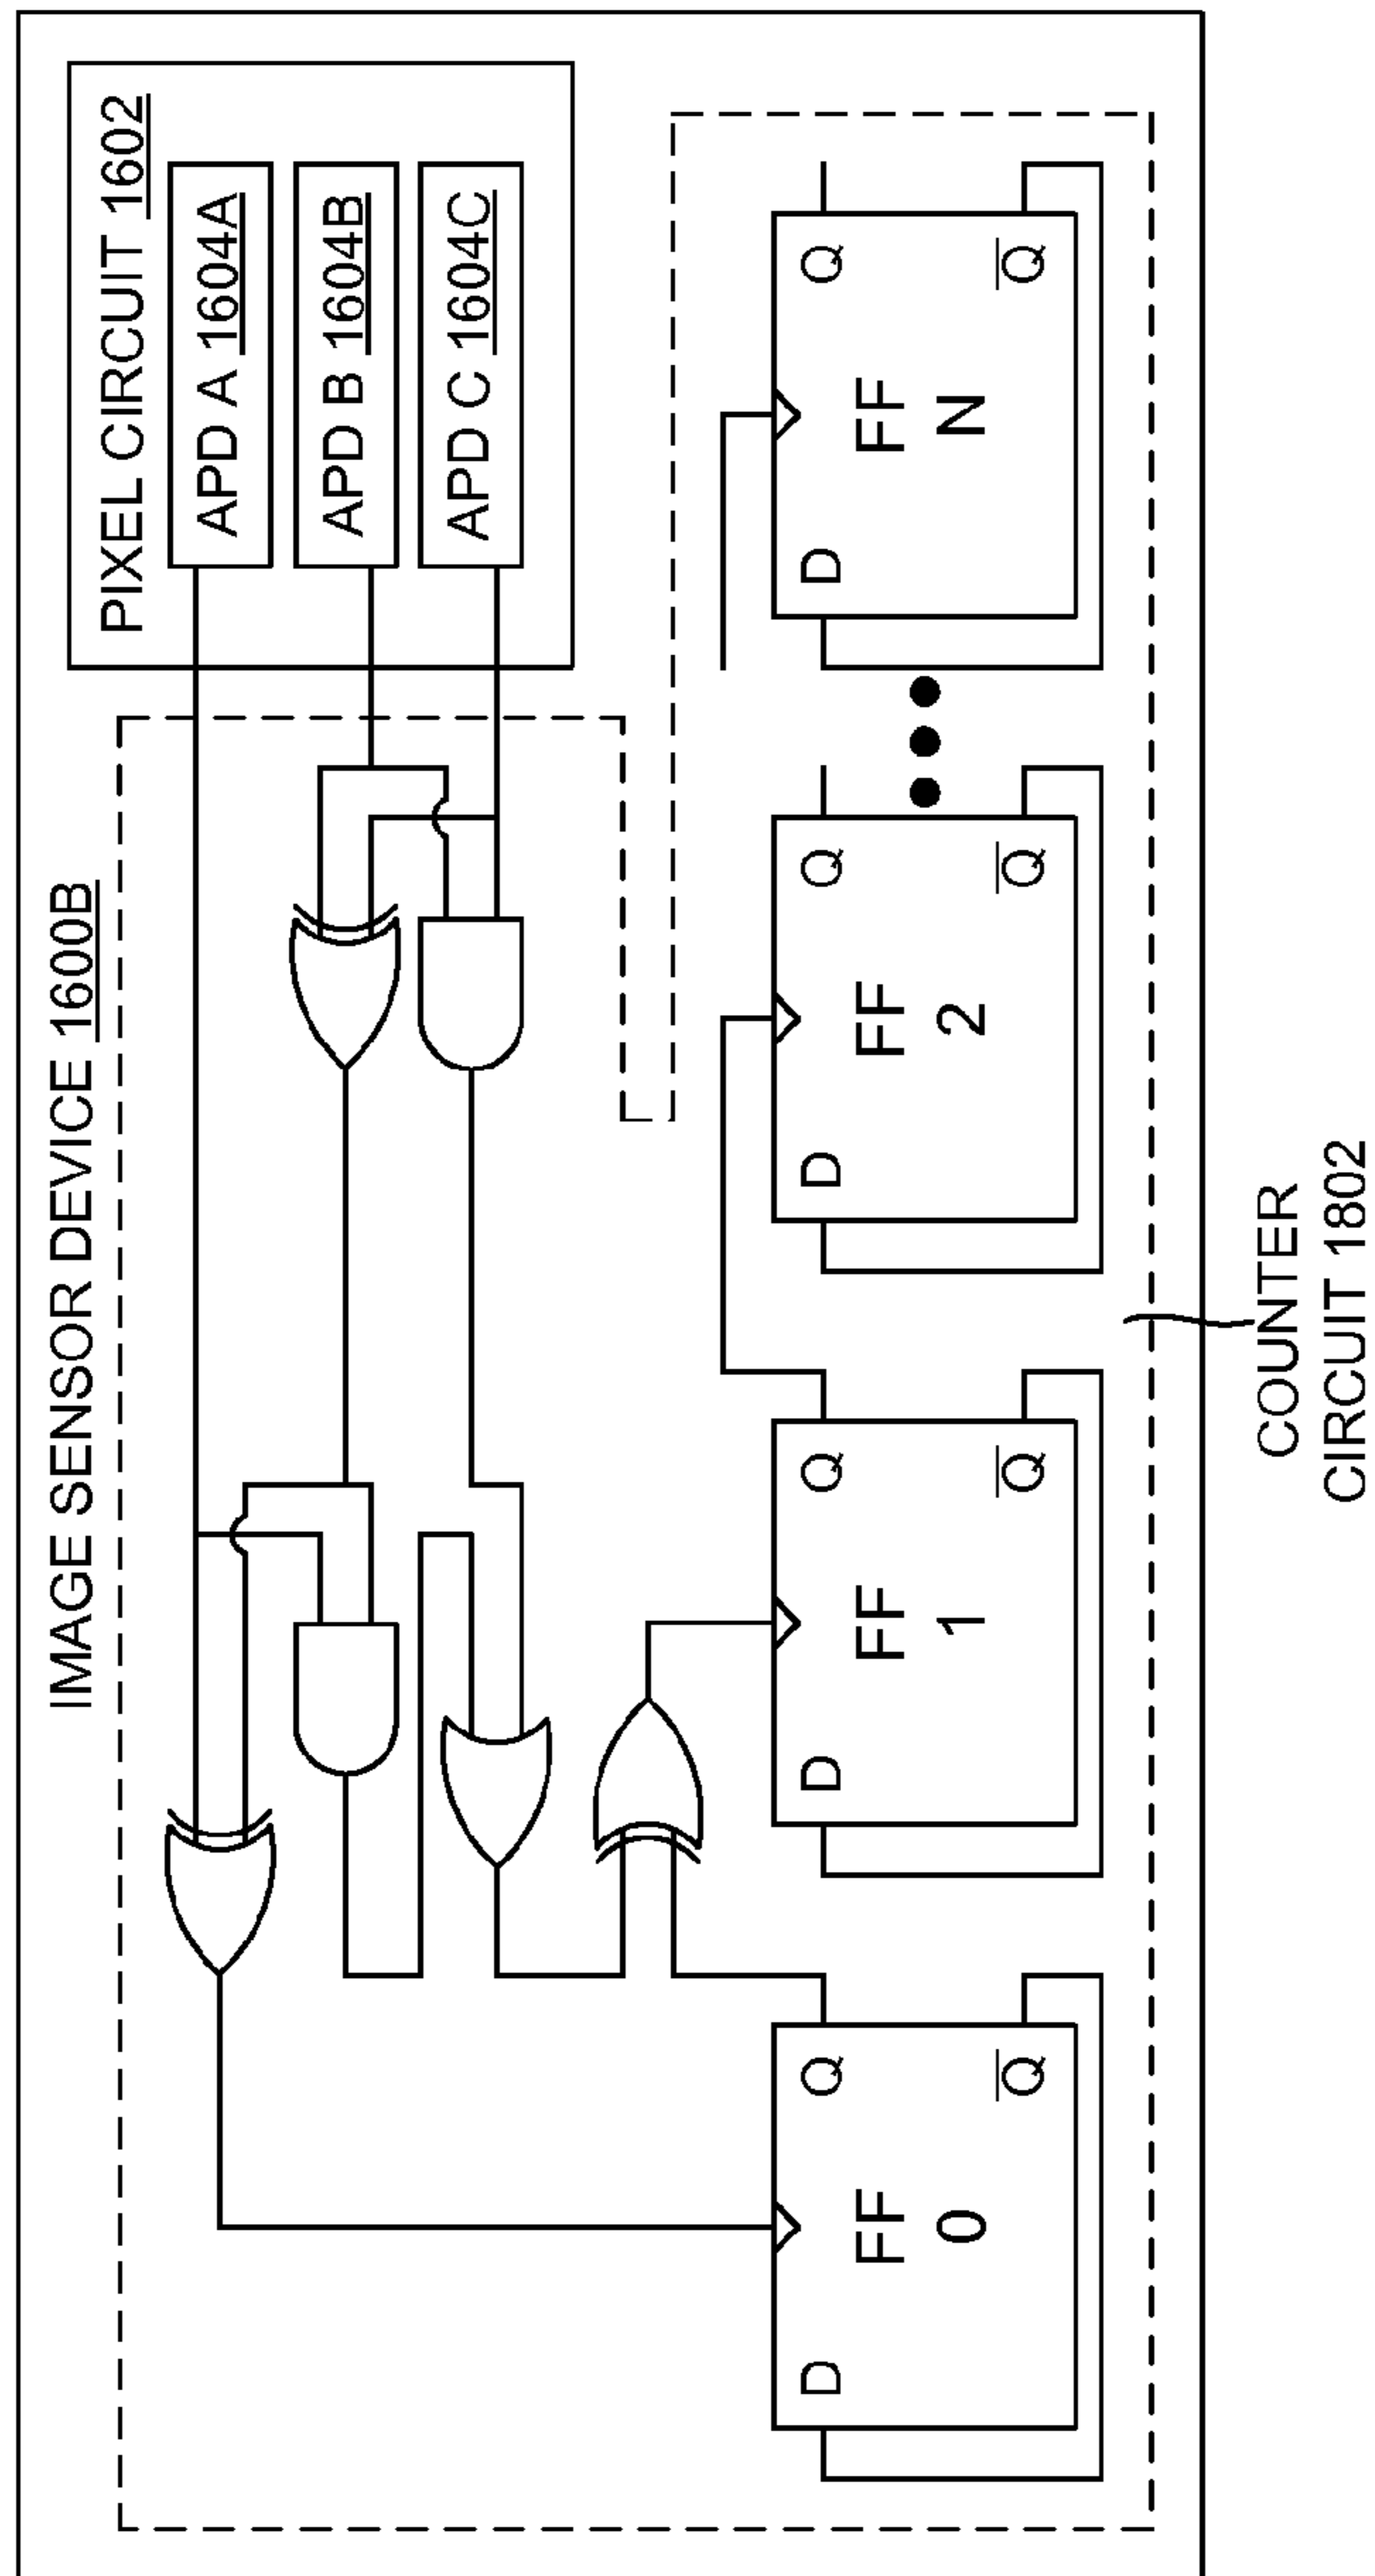 IMAGE SENSOR DEVICE 1600B
PIXEL CIRCUIT 1602
APD A 1604A
APD B 1604B
APD C 1604C
D
Q
FF
0
Q̅
D
Q
FF
1
Q̅
D
Q
FF
2
Q̅
D
Q
FF
N
Q̅
COUNTER
CIRCUIT 1802